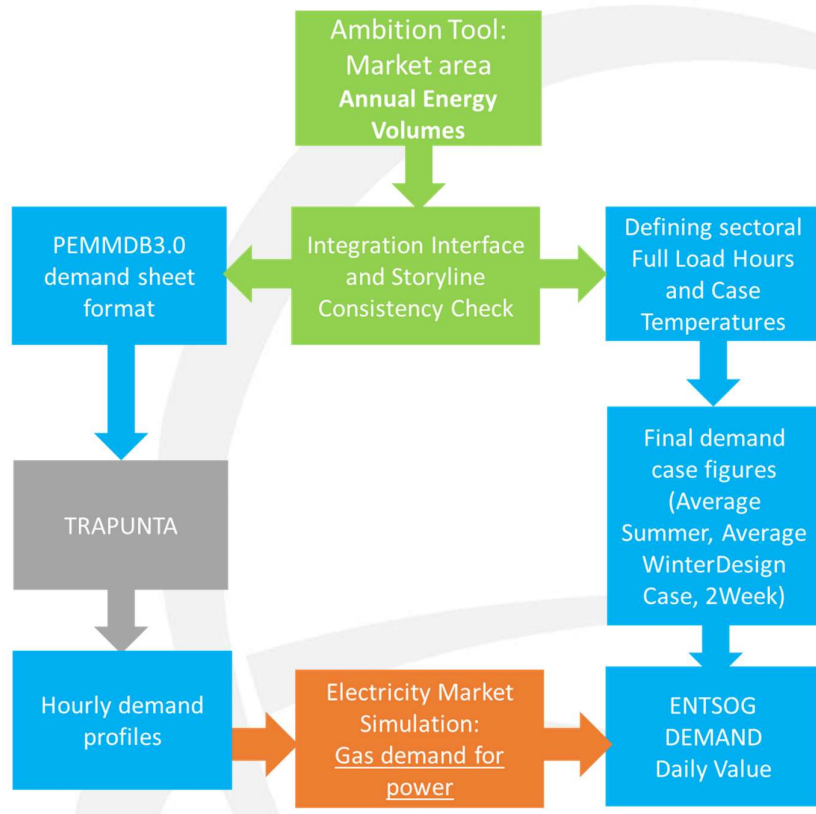 Ambition Tool:
Market area
Annual Energy
Volumes
PEMMDB3.0
demand sheet
format
Integration Interface
and Storyline
Consistency Check
Defining sectoral
Full Load Hours
and Case
Temperatures
TRAPUNTA
Final demand
case figures
(Average
Summer, Average
WinterDesign
Case, 2Week)
Hourly demand
profiles
Electricity Market
Simulation:
Gas demand for
power
ENTSOG
DEMAND
Daily Value